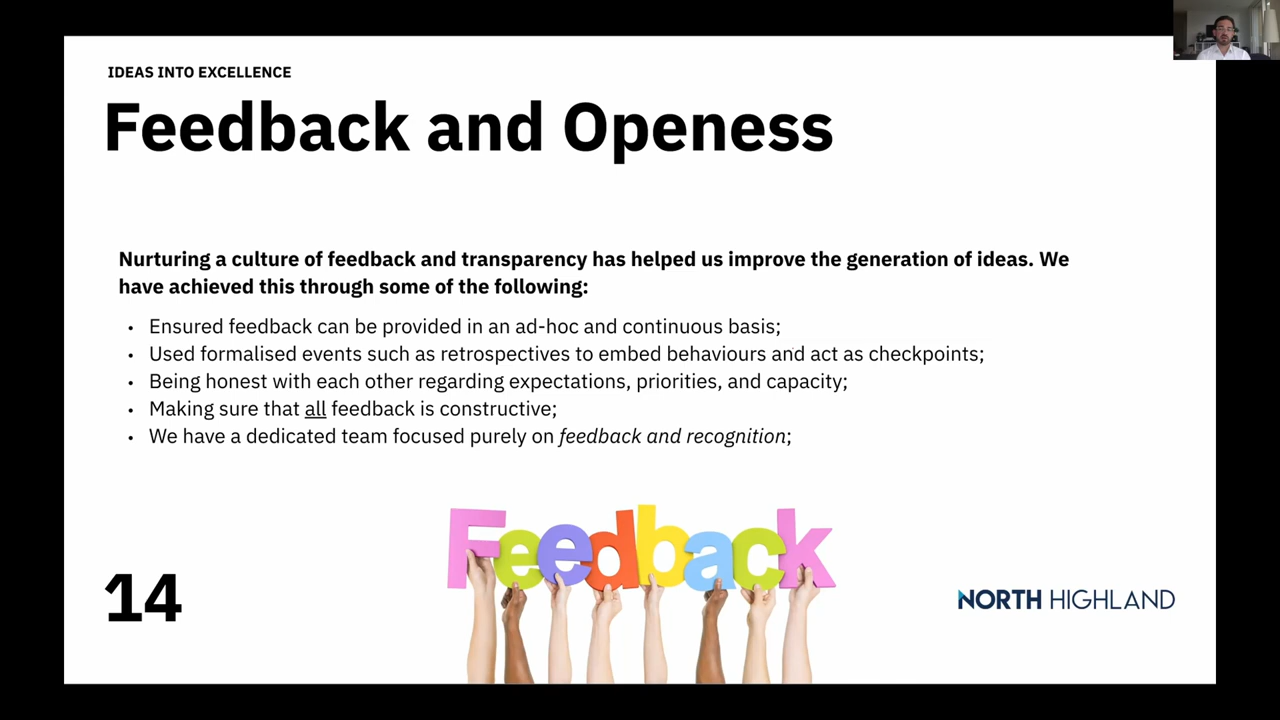 IDEAS INTO EXCELLENCE
Feedback and Openess
Nurturing a culture of feedback and transparency has helped us improve the generation of ideas. We
have achieved this through some of the following:
• Ensured feedback can be provided in an ad-hoc and continuous basis;
• Used formalised events such as retrospectives to embed behaviours and act as checkpoints;
• Being honest with each other regarding expectations, priorities, and capacity;
• Making sure that all feedback is constructive;
• We have a dedicated team focused purely on feedback and recognition;
Feedback
14
NORTH HIGHLAND